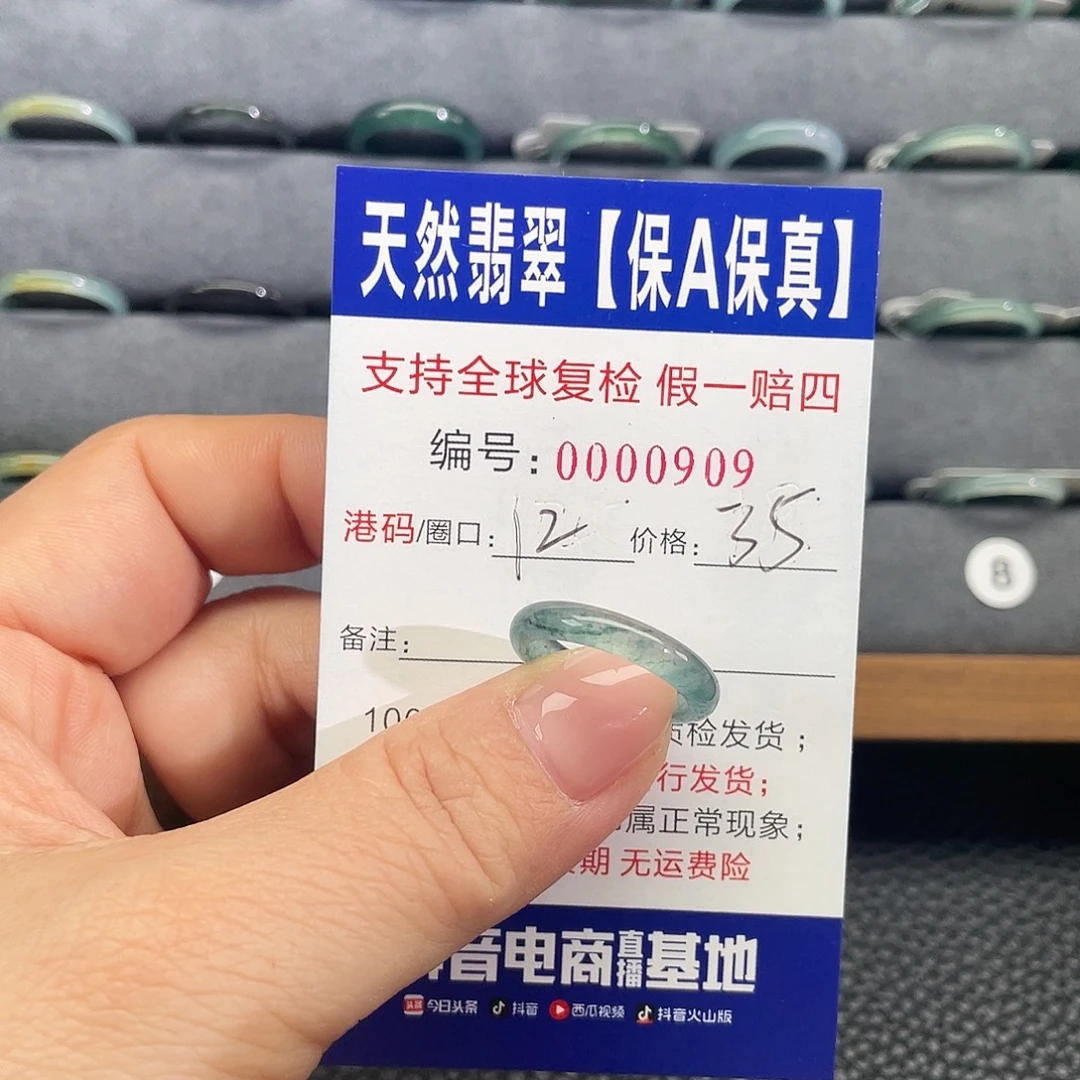 天然翡翠【保A保真】
支持全球复检 假一赔四
编号：0000909
港码/圈口：12 价格：35
备注：
100 质检发货；
行发货；
属正常现象；
期 无运费险
音电商直播基地
头条 今日头条 抖音 西瓜视频 抖音火山版
B